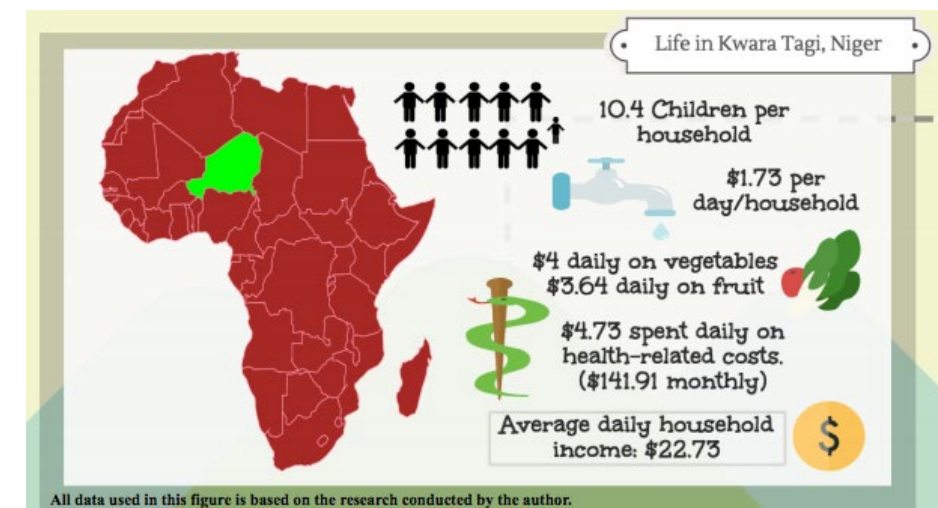 Life in Kwara Tagi, Niger
10.4 Children per
household
$1.73 per
day/household
$4 daily on vegetables
$3.64 daily on fruit
$4.73 spent daily on
health-related costs.
($141.91 monthly)
Average daily household
income: $22.73
$
All data used in this figure is based on the research conducted by the author.